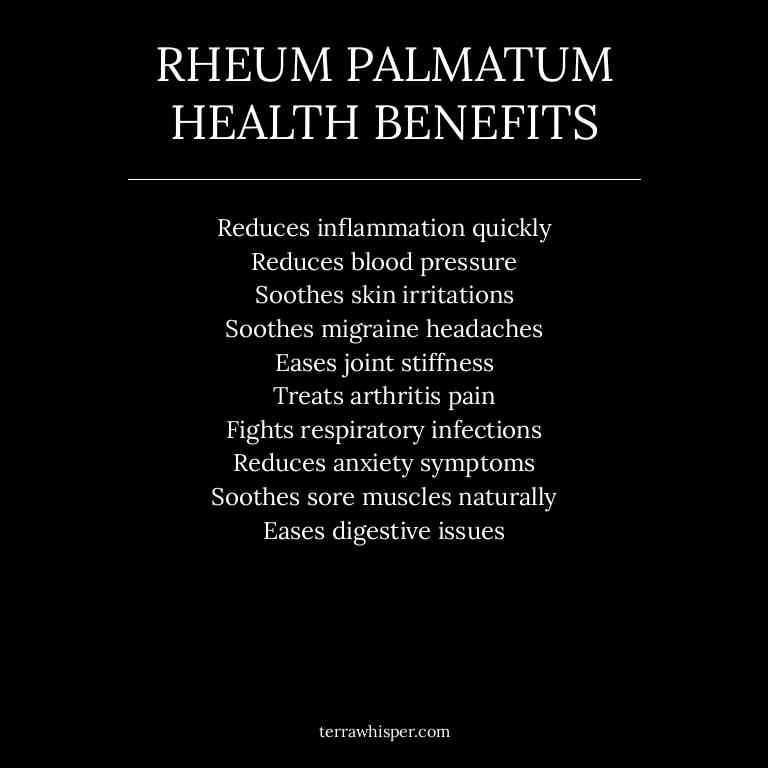 RHEUM PALMATUM
HEALTH BENEFITS
Reduces inflammation quickly
Reduces blood pressure
Soothes skin irritations
Soothes migraine headaches
Eases joint stiffness
Treats arthritis pain
Fights respiratory infections
Reduces anxiety symptoms
Soothes sore muscles naturally
Eases digestive issues
terrawhisper.com